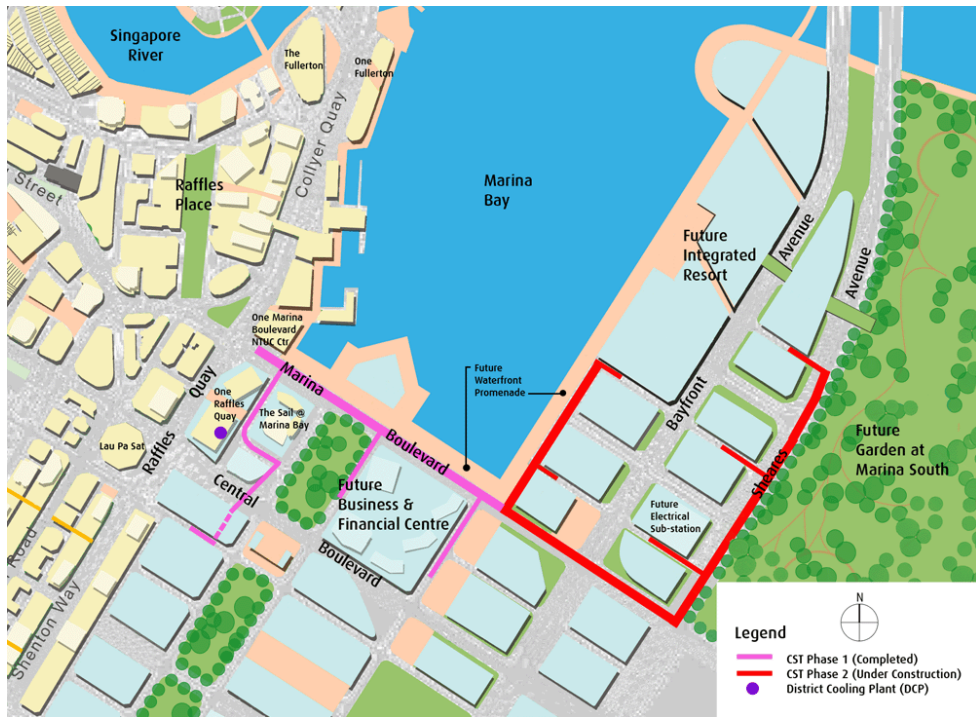 Singapore
River
The
Fullerton
One
Fullerton
Collyer Quay
Street
Raffles
Place
Marina
Bay
Future
Integrated
Resort
Avenue
Avenue
One Marina
Boulevard
NTUC Ctr
Marina
Boulevard
Future
Waterfront
Promenade
Bayfront
Quay
Raffles
One
Raffles
Quay
The Sail @
Marina Bay
Lau Pa Sat
Central
Boulevard
Future
Business &
Financial Centre
Sheares
Future
Garden at
Marina South
Future
Electrical
Sub-station
Road
Shenton Way
N
Legend
CST Phase 1 (Completed)
CST Phase 2 (Under Construction)
District Cooling Plant (DCP)